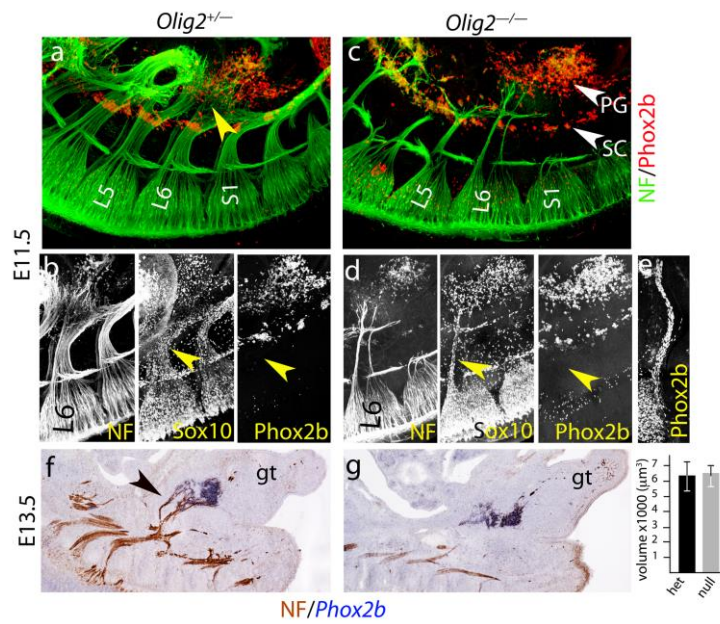 Olig2+/— Olig2—/—
a c
PG
SC
L5 L6 S1 L5 L6 S1
NF/Phox2b
E11.5
b d e
L6 NF Sox10 Phox2b L6 NF Sox10 Phox2b Phox2b
f gt g gt
E13.5
NF/Phox2b
volume x1000 (µm³)
7
6
5
4
3
2
1
het null